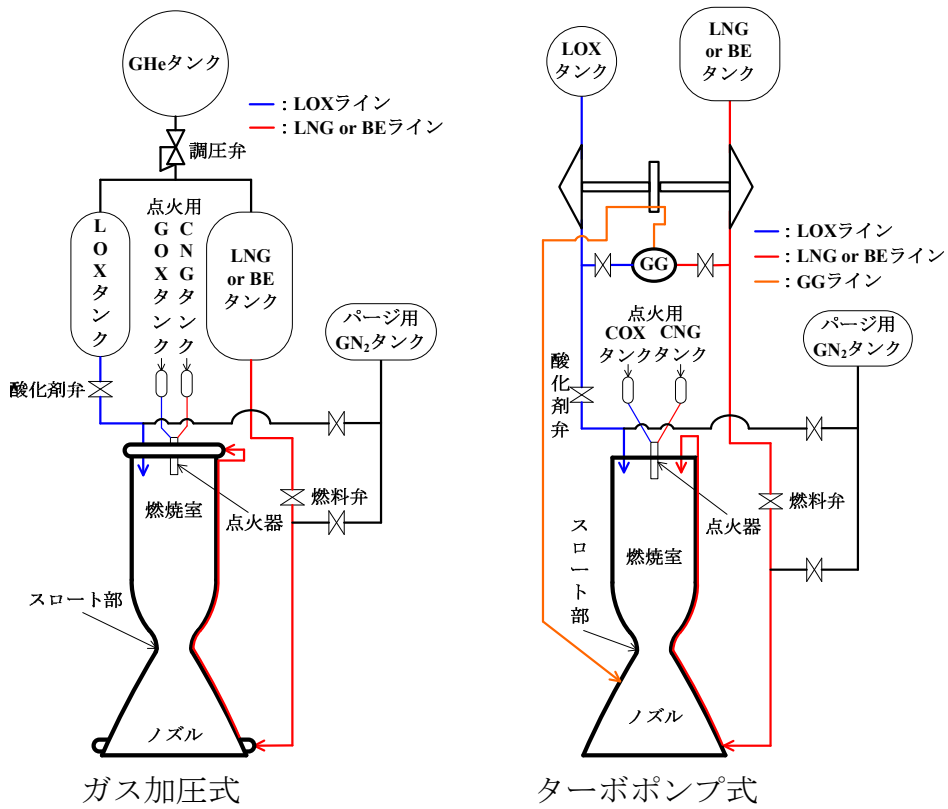 GHeタンク
: LOXライン
: LNG or BEライン
調圧弁
点火用
GOXタンク
CNGタンク
LOXタンク
LNG
or BE
タンク
パージ用
GN₂タンク
酸化剤弁
燃料弁
点火器
燃焼室
スロート部
ノズル
ガス加圧式
LOX
タンク
LNG
or BE
タンク
GG
: LOXライン
: LNG or BEライン
: GGライン
点火用
COX CNG
タンク タンク
パージ用
GN₂タンク
酸化剤弁
燃料弁
点火器
燃焼室
スロート部
ノズル
ターボポンプ式